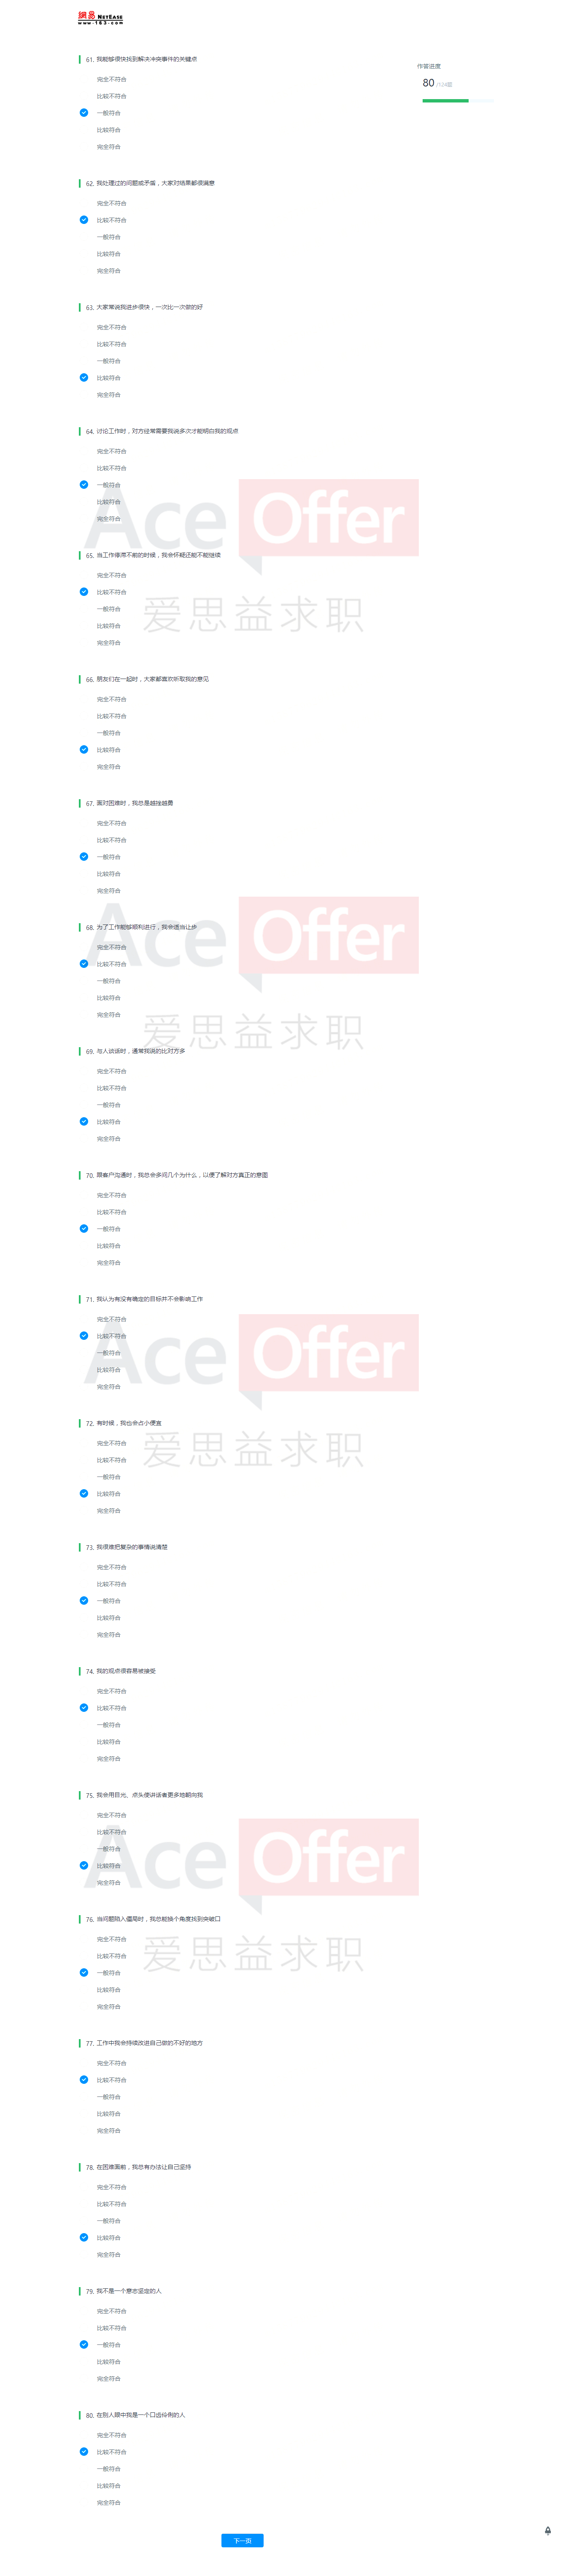 網易 NETEASE
www.163.com
作答进度
80 /124题
61. 我能够很快找到解决冲突事件的关键点
完全不符合
比较不符合
一般符合
比较符合
完全符合
62. 我处理过的问题或矛盾，大家对结果都很满意
完全不符合
比较不符合
一般符合
比较符合
完全符合
63. 大家常说我进步很快，一次比一次做的好
完全不符合
比较不符合
一般符合
比较符合
完全符合
64. 讨论工作时，对方经常需要我说多次才能明白我的观点
完全不符合
比较不符合
一般符合
比较符合
完全符合
65. 当工作停滞不前的时候，我会怀疑还能不能继续
完全不符合
比较不符合
一般符合
比较符合
完全符合
66. 朋友们在一起时，大家都喜欢听取我的意见
完全不符合
比较不符合
一般符合
比较符合
完全符合
67. 面对困难时，我总是越挫越勇
完全不符合
比较不符合
一般符合
比较符合
完全符合
68. 为了工作能够顺利进行，我会适当让步
完全不符合
比较不符合
一般符合
比较符合
完全符合
69. 与人谈话时，通常我说的比对方多
完全不符合
比较不符合
一般符合
比较符合
完全符合
70. 跟客户沟通时，我总会多问几个为什么，以便了解对方真正的意图
完全不符合
比较不符合
一般符合
比较符合
完全符合
71. 我认为有没有确定的目标并不会影响工作
完全不符合
比较不符合
一般符合
比较符合
完全符合
72. 有时候，我也会占小便宜
完全不符合
比较不符合
一般符合
比较符合
完全符合
73. 我很难把复杂的事情说清楚
完全不符合
比较不符合
一般符合
比较符合
完全符合
74. 我的观点很容易被接受
完全不符合
比较不符合
一般符合
比较符合
完全符合
75. 我会用目光、点头使讲话者更多地朝向我
完全不符合
比较不符合
一般符合
比较符合
完全符合
76. 当问题陷入僵局时，我总能换个角度找到突破口
完全不符合
比较不符合
一般符合
比较符合
完全符合
77. 工作中我会持续改进自己做的不好的地方
完全不符合
比较不符合
一般符合
比较符合
完全符合
78. 在困难面前，我总有办法让自己坚持
完全不符合
比较不符合
一般符合
比较符合
完全符合
79. 我不是一个意志坚定的人
完全不符合
比较不符合
一般符合
比较符合
完全符合
80. 在别人眼中我是一个口齿伶俐的人
完全不符合
比较不符合
一般符合
比较符合
完全符合
下一页
Ace Offer
爱思益求职
Ace Offer
爱思益求职
Ace Offer
爱思益求职
Ace Offer
爱思益求职